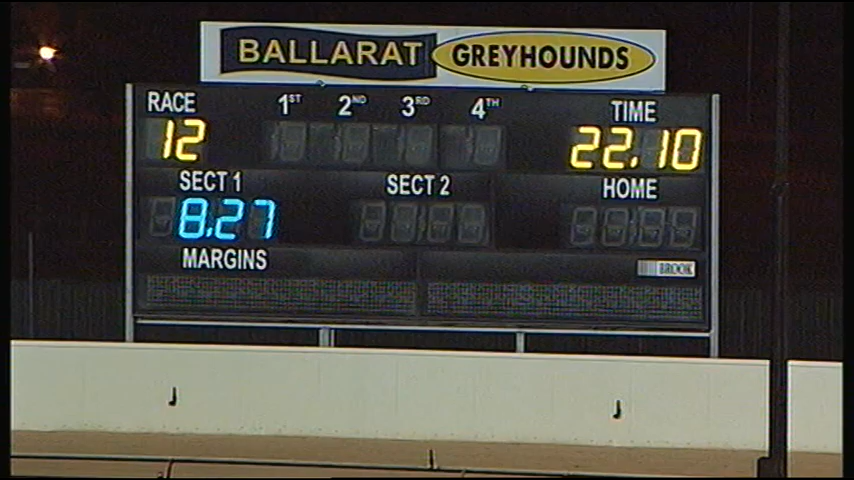 BALLARAT GREYHOUNDS
RACE 1ST 2ND 3RD 4TH TIME
12 22.10
SECT 1 SECT 2 HOME
8.27
MARGINS
BROOK